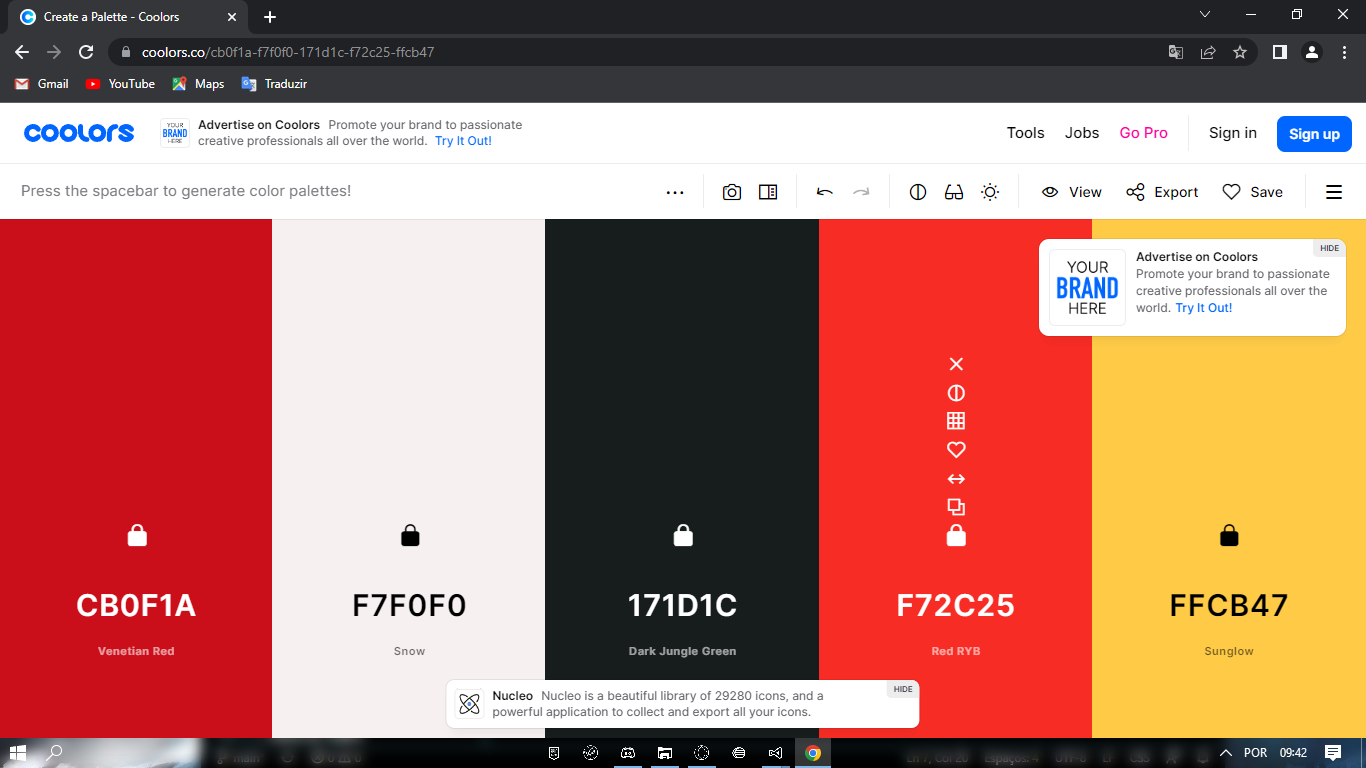 Create a Palette - Coolors
coolors.co/cb0f1a-f7f0f0-171d1c-f72c25-ffcb47
Gmail YouTube Maps Traduzir
coolors
YOUR BRAND HERE
Advertise on Coolors Promote your brand to passionate
creative professionals all over the world. Try It Out!
Tools Jobs Go Pro Sign in Sign up
Press the spacebar to generate color palettes!
View Export Save
HIDE
YOUR
BRAND
HERE
Advertise on Coolors
Promote your brand to passionate
creative professionals all over the
world. Try It Out!
CB0F1A F7F0F0 171D1C F72C25 FFCB47
Venetian Red Snow Dark Jungle Green Red RYB Sunglow
HIDE
Nucleo Nucleo is a beautiful library of 29280 icons, and a
powerful application to collect and export all your icons.
main
POR 09:42